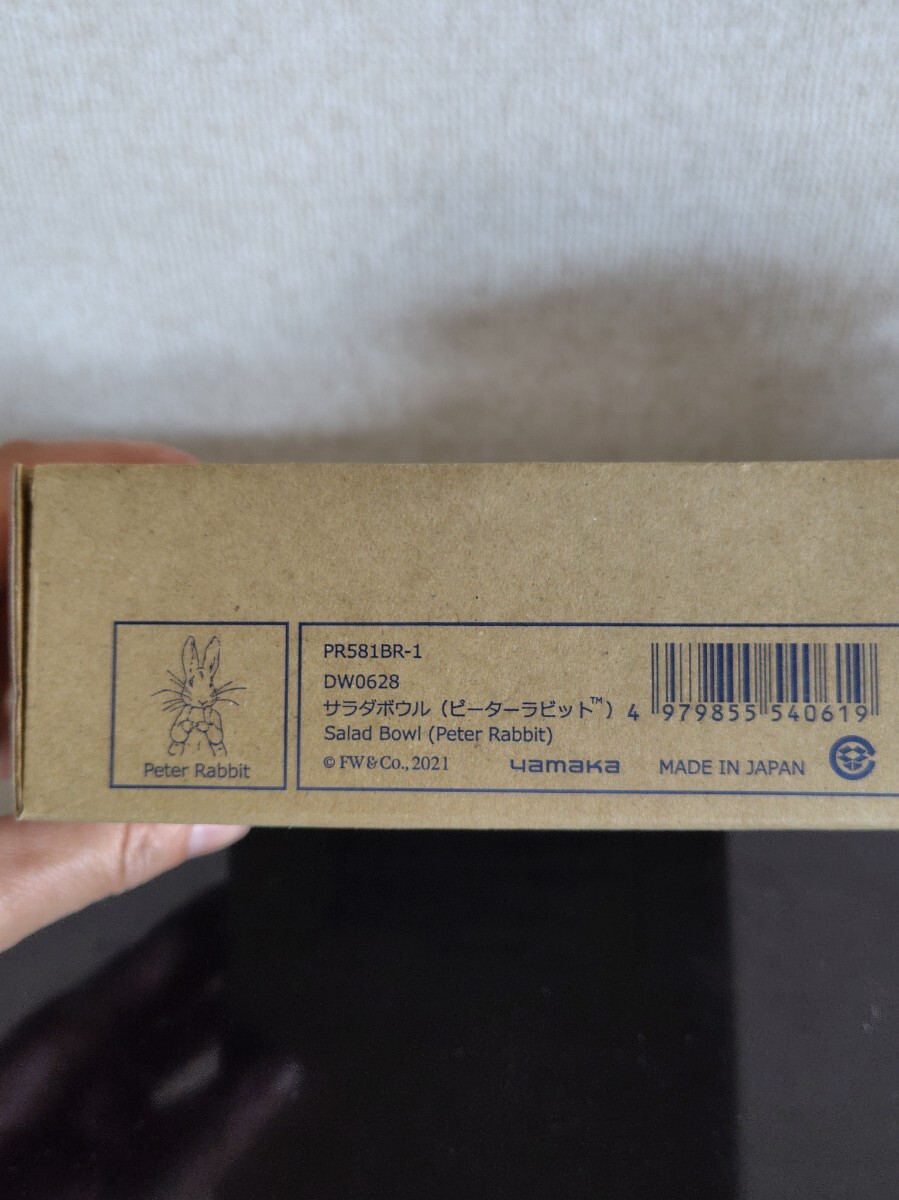 Peter Rabbit
PR581BR-1
DW0628
サラダボウル（ピーターラビット™）
Salad Bowl (Peter Rabbit)
© FW&Co., 2021
yamaka
MADE IN JAPAN
4 979855 540619